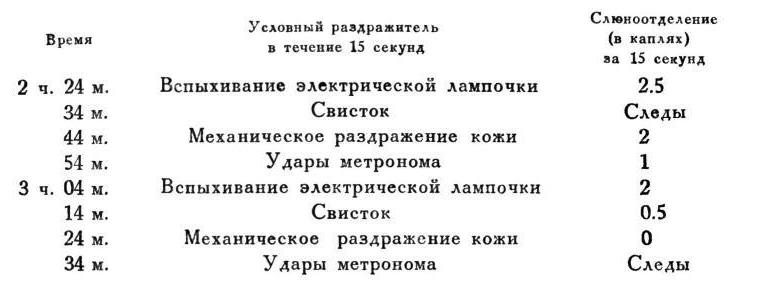 Время Условный раздражитель в течение 15 секунд Слюноотделение (в каплях) за 15 секунд
2 ч. 24 м. Вспыхивание электрической лампочки 2.5
34 м. Свисток Следы
44 м. Механическое раздражение кожи 2
54 м. Удары метронома 1
3 ч. 04 м. Вспыхивание электрической лампочки 2
14 м. Свисток 0.5
24 м. Механическое раздражение кожи 0
34 м. Удары метронома Следы